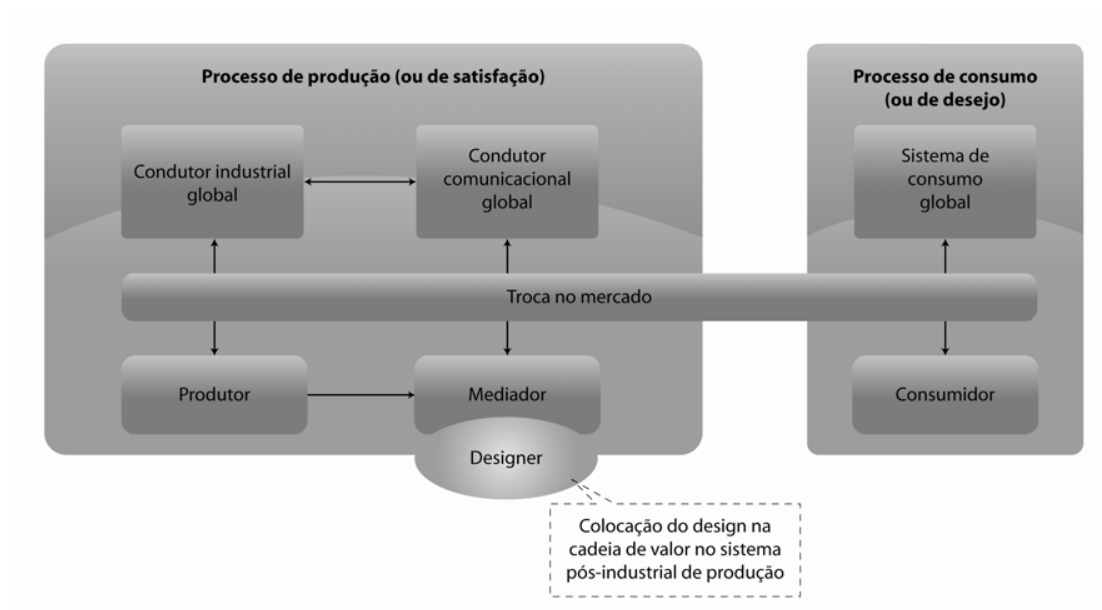 Processo de produção (ou de satisfação)
Processo de consumo
(ou de desejo)
Condutor industrial
global
Condutor
comunicacional
global
Sistema de
consumo
global
Troca no mercado
Produtor
Mediador
Consumidor
Designer
Colocação do design na
cadeia de valor no sistema
pós-industrial de produção